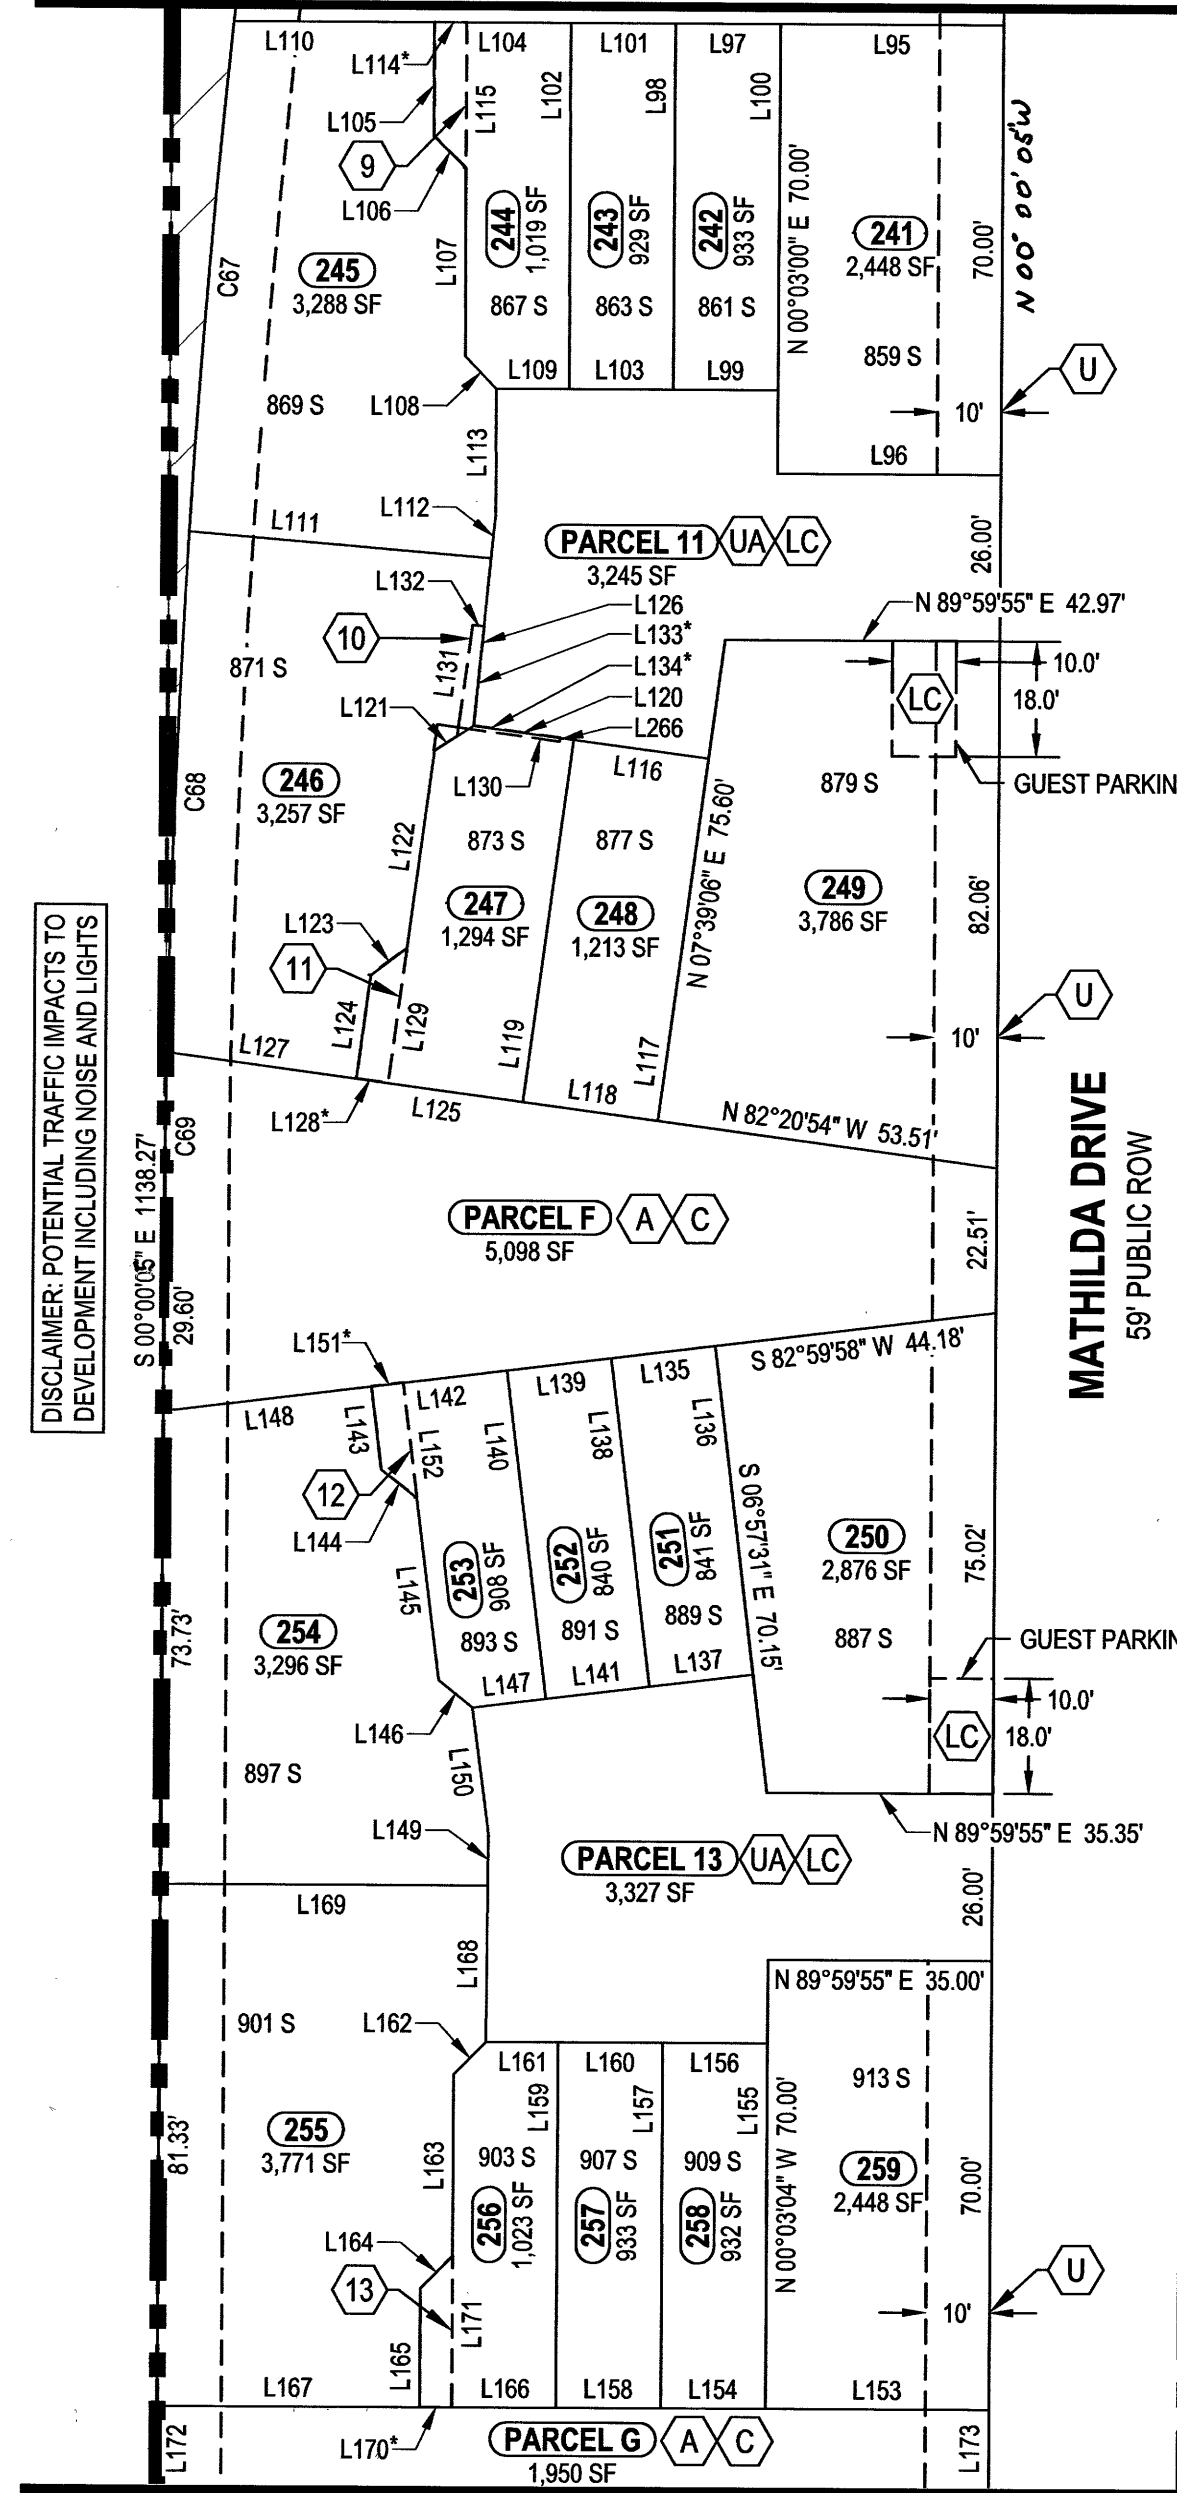 L110
L114*
L104
L101
L97
L95
L105
L115
L102
L98
L100
N 00°00'05"W
9
L106
L107
244
1,019 SF
243
929 SF
242
933 SF
N 00°03'00" E 70.00'
241
2,448 SF
70.00'
C67
245
3,288 SF
867 S
863 S
861 S
859 S
U
869 S
L108
L109
L103
L99
10'
L113
L96
L112
L111
PARCEL 11
UA
LC
3,245 SF
26.00'
L132
L126
N 89°59'55" E 42.97'
10
L133*
L131
L134*
871 S
L120
LC
10.0'
18.0'
L121
L266
L116
L130
246
3,257 SF
C68
879 S
GUEST PARKIN
L122
873 S
877 S
N 07°39'06" E 75.60'
247
1,294 SF
248
1,213 SF
249
3,786 SF
82.06'
L123
11
U
L124
L129
L119
L117
10'
L127
L118
L128*
L125
N 82°20'54" W 53.51'
DISCLAIMER: POTENTIAL TRAFFIC IMPACTS TO
DEVELOPMENT INCLUDING NOISE AND LIGHTS
S 00°00'05" E 1138.27'
29.60'
C69
PARCEL F
A
C
5,098 SF
22.51'
MATHILDA DRIVE
59' PUBLIC ROW
L151*
S 82°59'58" W 44.18'
L148
L143
L142
L139
L135
L152
L140
L138
L136
12
L144
S 06°57'31" E 70.15'
L145
253
908 SF
252
840 SF
251
841 SF
250
2,876 SF
75.02'
73.73'
254
3,296 SF
893 S
891 S
889 S
887 S
GUEST PARKIN
L147
L141
L137
10.0'
L146
LC
18.0'
897 S
L150
L149
N 89°59'55" E 35.35'
PARCEL 13
UA
LC
3,327 SF
26.00'
L169
L168
N 89°59'55" E 35.00'
901 S
L162
L161
L160
L156
L159
L157
L155
913 S
81.33'
255
3,771 SF
L163
903 S
907 S
909 S
N 00°03'04" W 70.00'
259
2,448 SF
70.00'
256
1,023 SF
257
933 SF
258
932 SF
L164
13
U
L171
10'
L165
L167
L166
L158
L154
L153
L172
L170*
PARCEL G
A
C
1,950 SF
L173